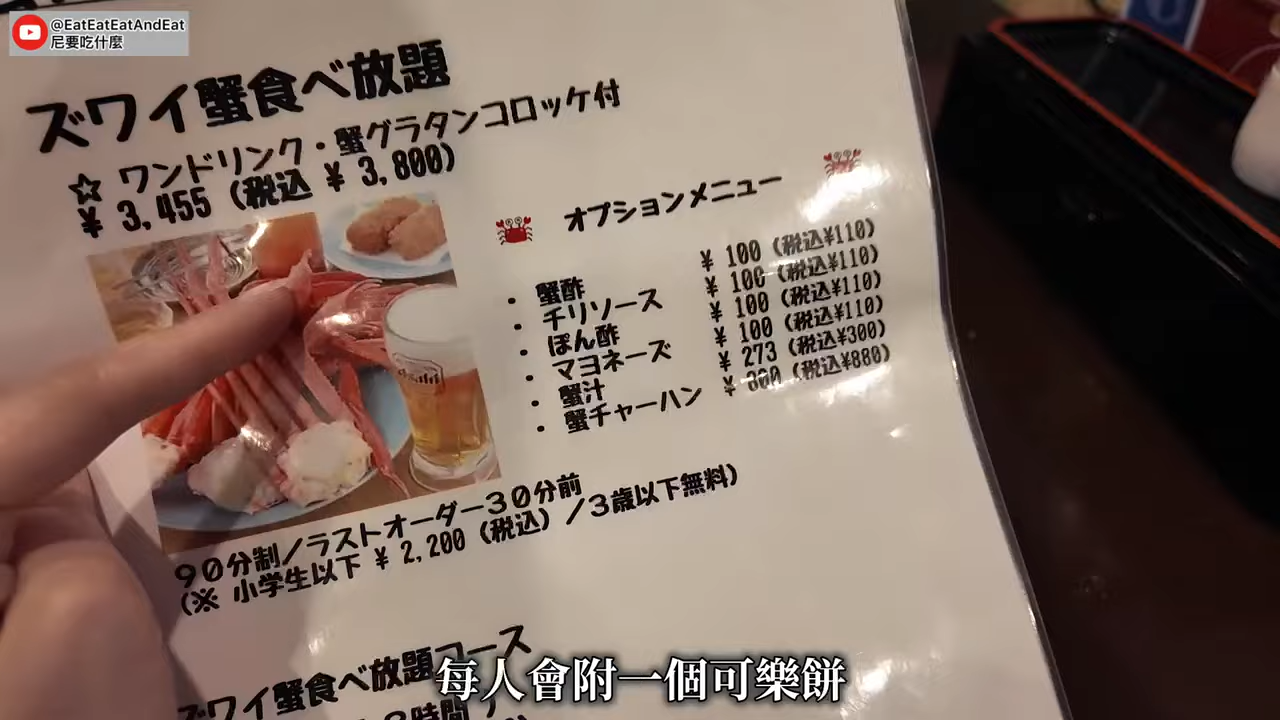 @EatEatEatAndEat
尼要吃什麼
ズワイ蟹食べ放題
☆ ワンドリンク・蟹グラタンコロッケ付
¥ 3,455 (税込 ¥ 3,800)
オプションメニュー
・蟹酢 ¥ 100 (税込¥110)
・チリソース ¥ 100 (税込¥110)
・ぽん酢 ¥ 100 (税込¥110)
・マヨネーズ ¥ 100 (税込¥110)
・蟹汁 ¥ 273 (税込¥300)
・蟹チャーハン ¥ 800 (税込¥880)
Asahi
90分制/ラストオーダー30分前
(※ 小学生以下 ¥ 2,200 (税込) /3歳以下無料)
ズワイ蟹食べ放題コース
時間
每人會附一個可樂餅